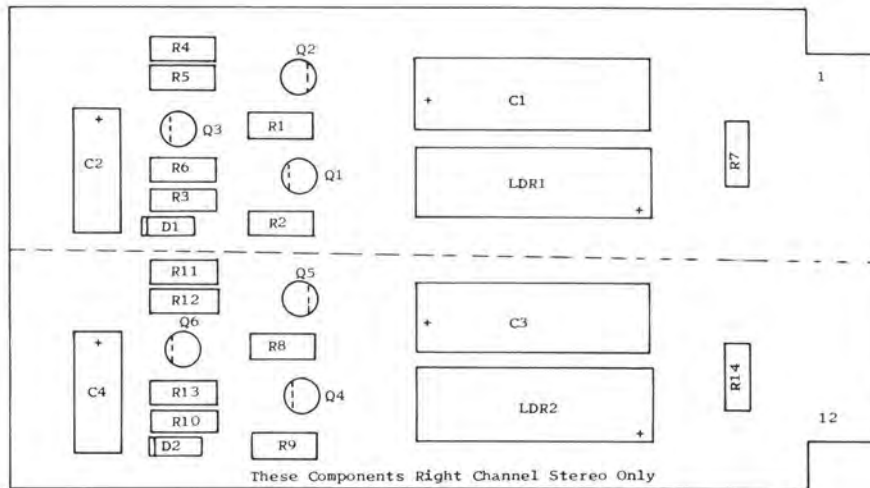 R4
Q2
R5
1
C1
+
+
Q3
R1
R7
C2
R6
Q1
LDR1
R3
+
D1
R2
R11
Q5
R12
C3
+
Q6
+
R8
R14
C4
R13
Q4
LDR2
12
R10
+
D2
R9
These Components Right Channel Stereo Only